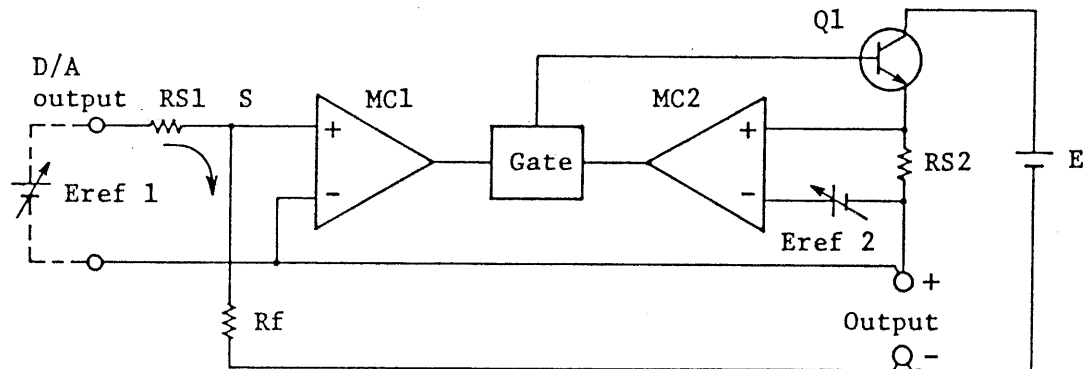 Q1
D/A
output
RS1
S
MC1
MC2
+
+
Gate
E
RS2
Eref 1
−
−
Eref 2
+
Rf
Output
-